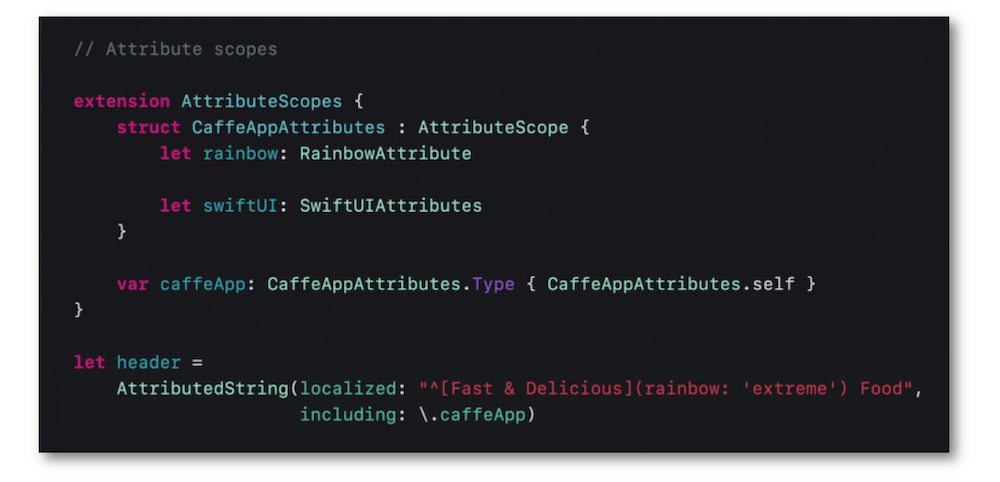 // Attribute scopes
extension AttributeScopes {
struct CaffeAppAttributes : AttributeScope {
let rainbow: RainbowAttribute
let swiftUI: SwiftUIAttributes
}
var caffeApp: CaffeAppAttributes.Type { CaffeAppAttributes.self }
}
let header =
AttributedString(localized: "^[Fast & Delicious](rainbow: 'extreme') Food",
including: \.caffeApp)